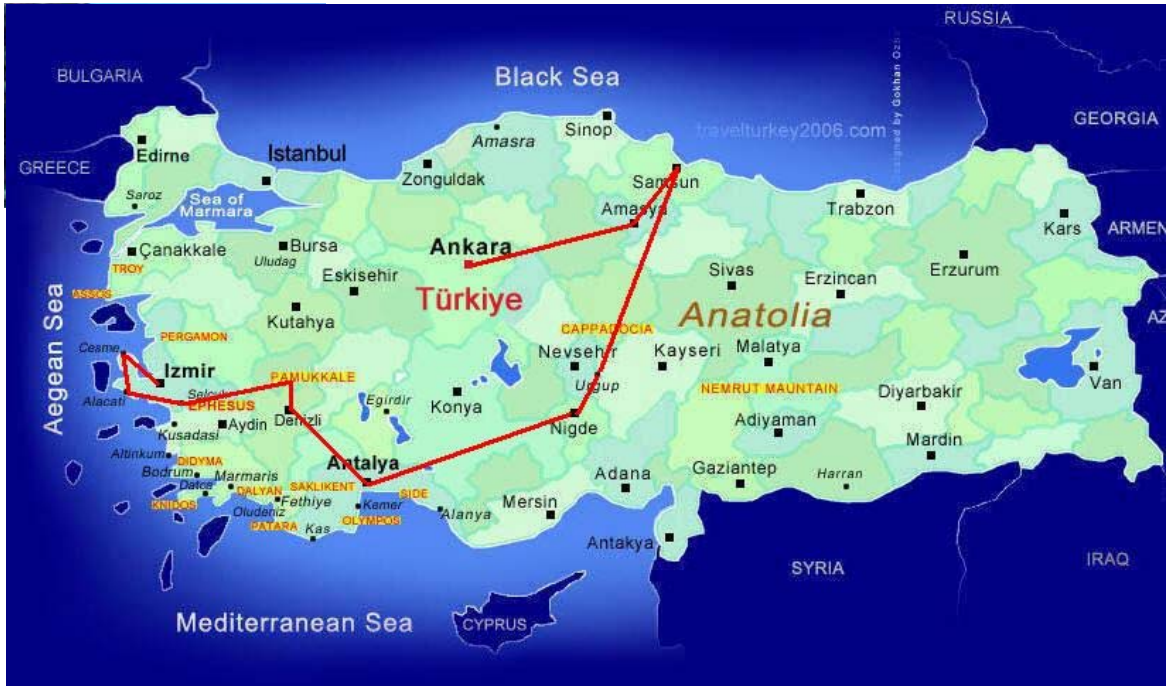 RUSSIA
BULGARIA
Black Sea
designed by Gokhan
travelturkey2006.com
GEORGIA
Sinop
Amasra
Edirne
Istanbul
GREECE
Zonguldak
Samsun
Saroz
Sea of
Marmara
Amasya
Trabzon
Kars
ARMEN
Çanakkale
Bursa
Uludag
Ankara
Eskisehir
Sivas
Erzincan
Erzurum
TROY
ASSOS
Türkiye
Anatolia
AZ
Kutahya
CAPPADOCIA
PERGAMON
Aegean Sea
Cesme
Nevsehir
Kayseri
Malatya
Izmir
PAMUKKALE
Urgup
Van
NEMRUT MAUNTAIN
Diyarbakir
Alacati
Selcuk
EPHESUS
Egirdir
Konya
Kusadasi
Aydin
Denizli
Nigde
Adiyaman
Mardin
Altinkum
DIDYMA
Antalya
Bodrum
Marmaris
Datca
DALYAN
SAKLIKENT
SIDE
Adana
Gaziantep
Harran
KNIDOS
Fethiye
Oludeniz
Kemer
Alanya
Mersin
PATARA
Kas
OLYMPOS
Antakya
SYRIA
IRAQ
Mediterranean Sea
CYPRUS